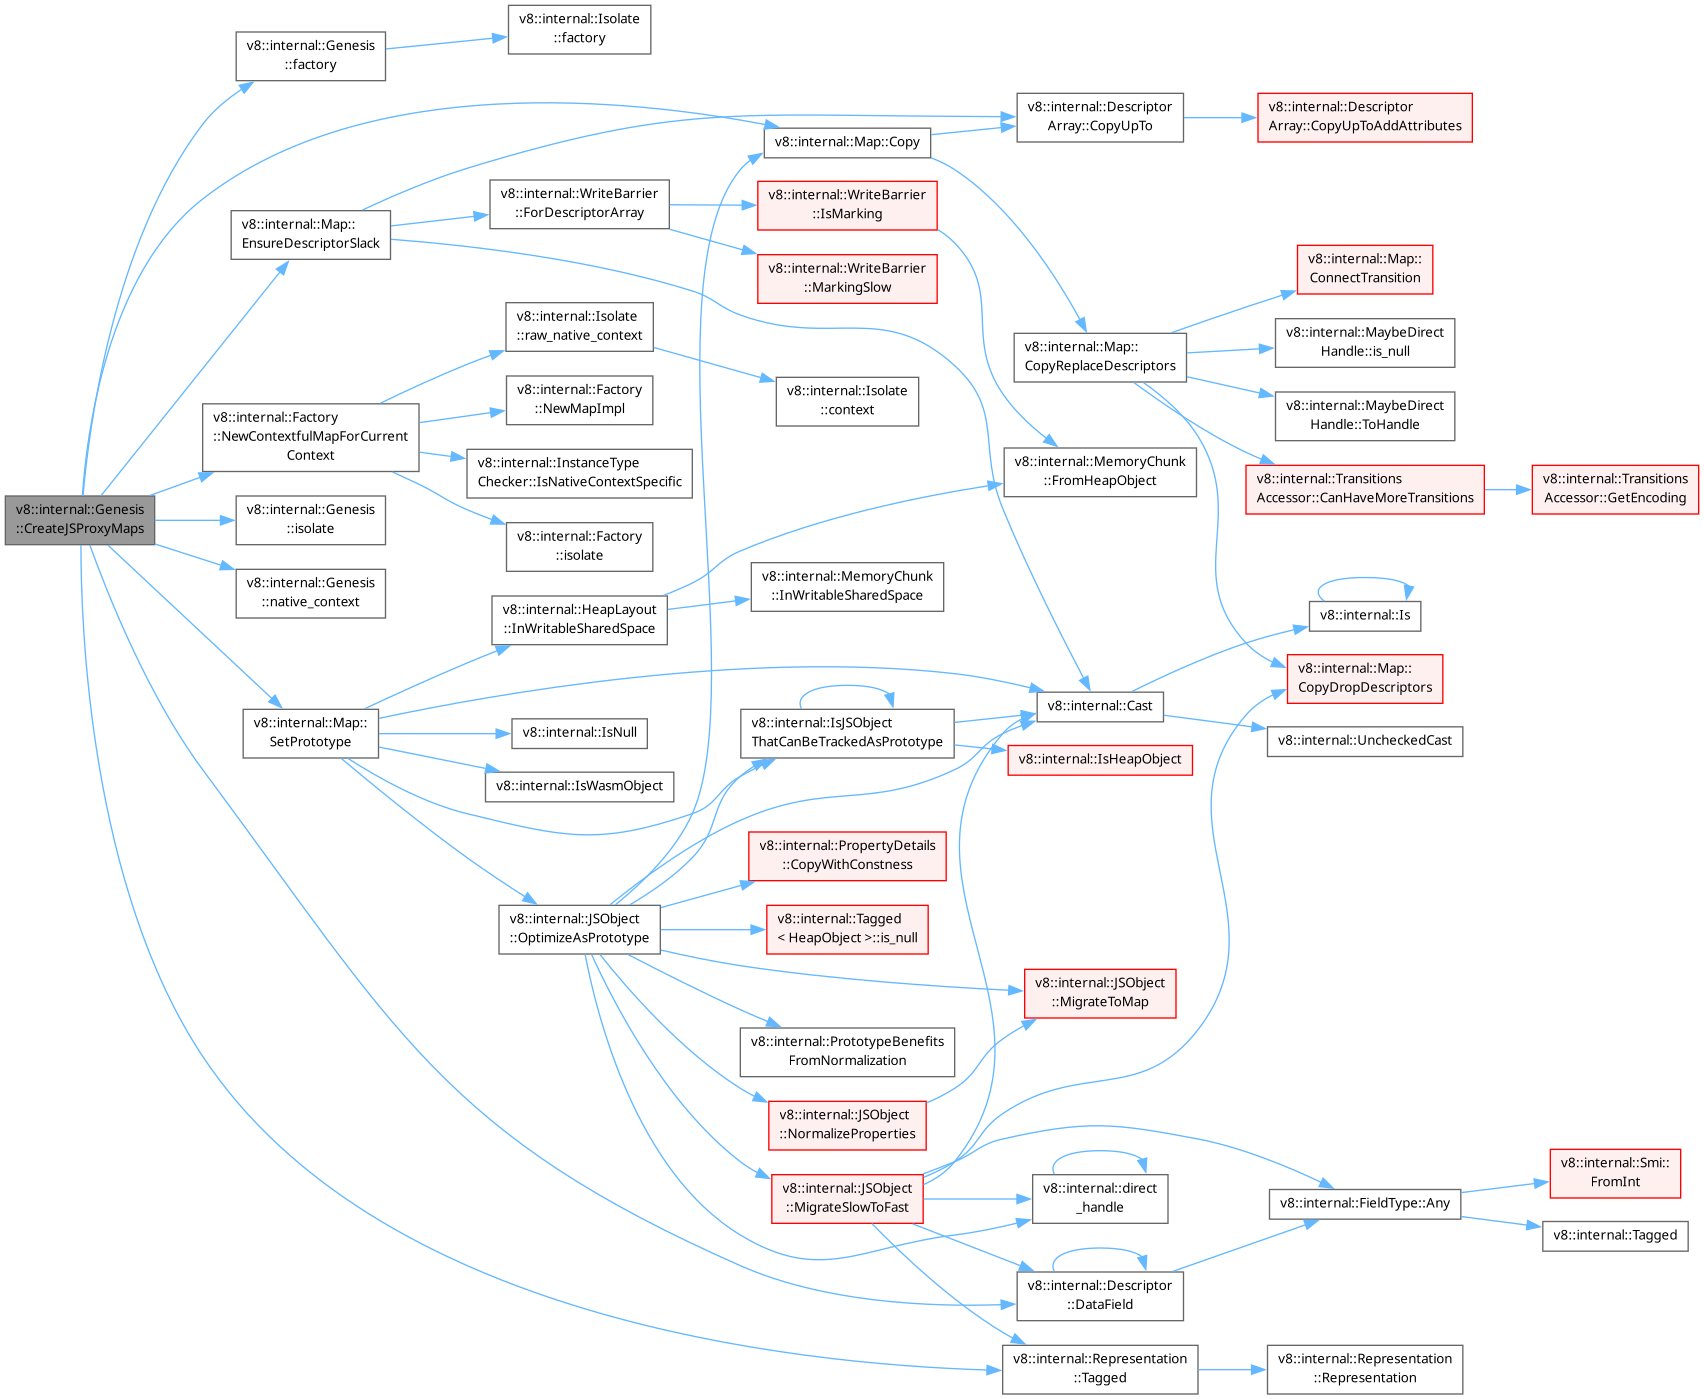 v8::internal::Isolate
::factory
v8::internal::Genesis
::factory
v8::internal::Descriptor
Array::CopyUpTo
v8::internal::Descriptor
Array::CopyUpToAddAttributes
v8::internal::Map::Copy
v8::internal::WriteBarrier
::ForDescriptorArray
v8::internal::WriteBarrier
::IsMarking
v8::internal::Map::
EnsureDescriptorSlack
v8::internal::WriteBarrier
::MarkingSlow
v8::internal::Map::
ConnectTransition
v8::internal::Isolate
::raw_native_context
v8::internal::MaybeDirect
Handle::is_null
v8::internal::Map::
CopyReplaceDescriptors
v8::internal::Factory
::NewMapImpl
v8::internal::Isolate
::context
v8::internal::MaybeDirect
Handle::ToHandle
v8::internal::Factory
::NewContextfulMapForCurrent
Context
v8::internal::InstanceType
Checker::IsNativeContextSpecific
v8::internal::MemoryChunk
::FromHeapObject
v8::internal::Transitions
Accessor::CanHaveMoreTransitions
v8::internal::Transitions
Accessor::GetEncoding
v8::internal::Genesis
::CreateJSProxyMaps
v8::internal::Genesis
::isolate
v8::internal::Factory
::isolate
v8::internal::Genesis
::native_context
v8::internal::MemoryChunk
::InWritableSharedSpace
v8::internal::HeapLayout
::InWritableSharedSpace
v8::internal::Is
v8::internal::Map::
CopyDropDescriptors
v8::internal::Cast
v8::internal::Map::
SetPrototype
v8::internal::IsNull
v8::internal::IsJSObject
ThatCanBeTrackedAsPrototype
v8::internal::UncheckedCast
v8::internal::IsHeapObject
v8::internal::IsWasmObject
v8::internal::PropertyDetails
::CopyWithConstness
v8::internal::JSObject
::OptimizeAsPrototype
v8::internal::Tagged
< HeapObject >::is_null
v8::internal::JSObject
::MigrateToMap
v8::internal::PrototypeBenefits
FromNormalization
v8::internal::JSObject
::NormalizeProperties
v8::internal::JSObject
::MigrateSlowToFast
v8::internal::direct
_handle
v8::internal::FieldType::Any
v8::internal::Smi::
FromInt
v8::internal::Tagged
v8::internal::Descriptor
::DataField
v8::internal::Representation
::Tagged
v8::internal::Representation
::Representation